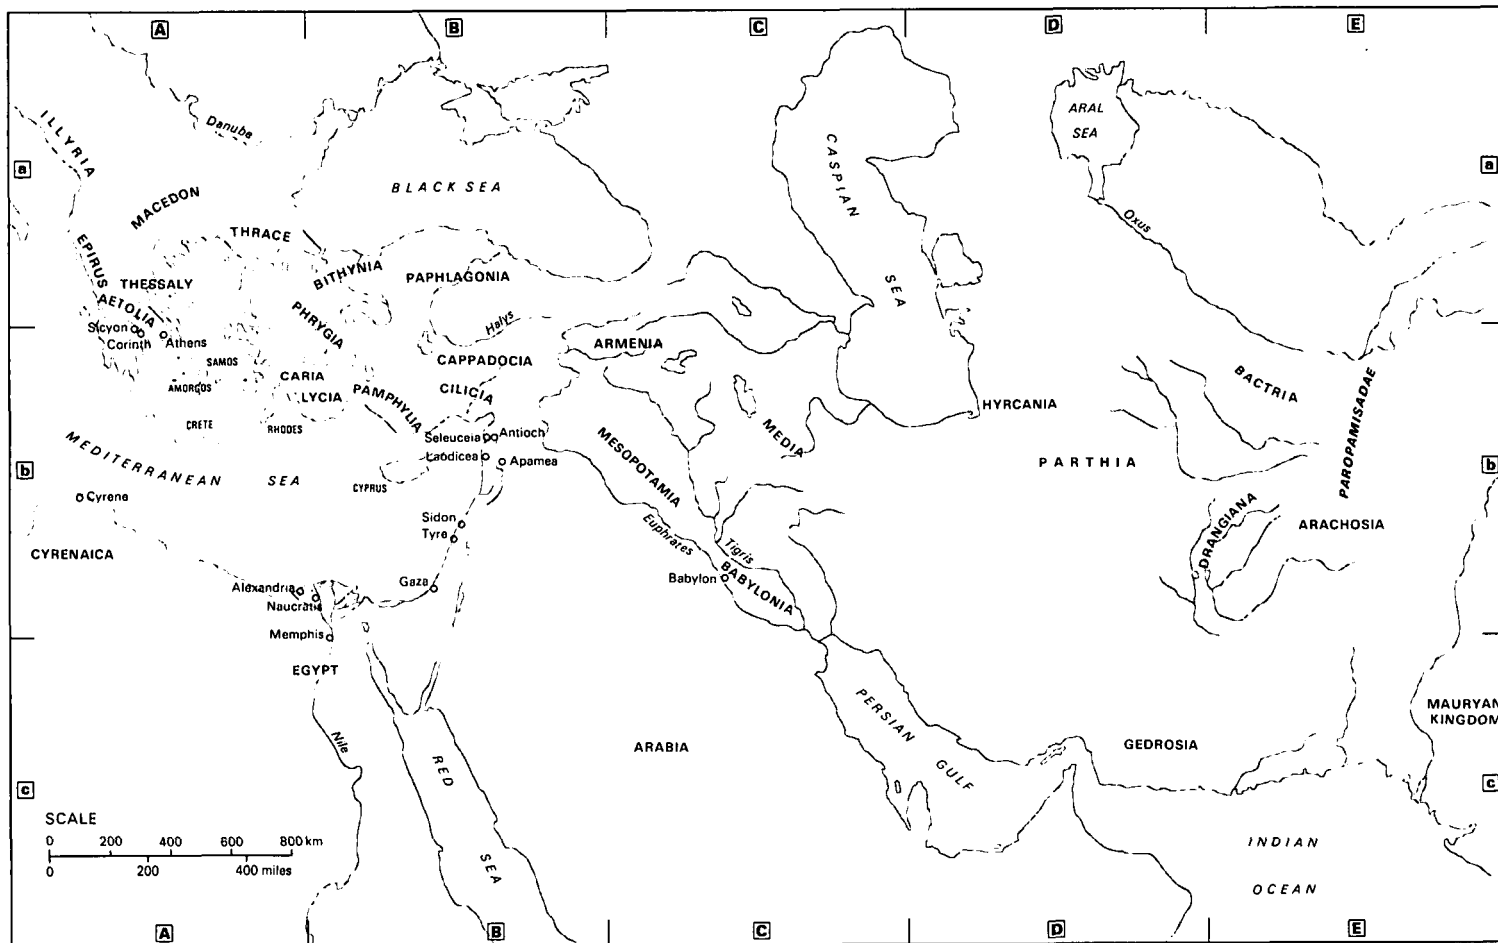 A
B
C
D
E
a
a
ILLYRIA
Danube
ARAL
SEA
CASPIAN
SEA
BLACK SEA
MACEDON
Oxus
THRACE
EPIRUS
BITHYNIA
PAPHLAGONIA
THESSALY
AETOLIA
PHRYGIA
Halys
Sicyon
Corinth
Athens
ARMENIA
SAMOS
CAPPADOCIA
BACTRIA
PAROPAMISADAE
AMORGOS
CARIA
LYCIA
PAMPHYLIA
CILICIA
HYRCANIA
CRETE
RHODES
Seleuceia
Antioch
MEDIA
MEDITERRANEAN SEA
Laodicea
Apamea
MESOPOTAMIA
PARTHIA
b
b
CYPRUS
Cyrene
Sidon
Tyre
Euphrates
Tigris
DRANGIANA
ARACHOSIA
CYRENAICA
Alexandria
Naucratis
Gaza
Babylon
BABYLONIA
Memphis
EGYPT
Nile
ARABIA
PERSIAN GULF
GEDROSIA
MAURYAN
KINGDOM
RED SEA
c
c
SCALE
0 200 400 600 800 km
0 200 400 miles
INDIAN
OCEAN
A
B
C
D
E